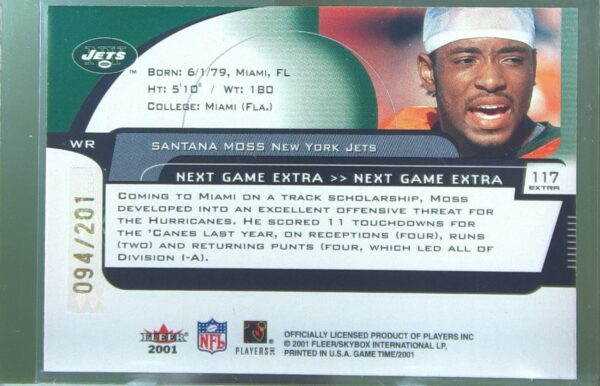 JETS
TM
BORN: 6/1/79, MIAMI, FL
HT: 5'10" / WT: 180
COLLEGE: MIAMI (FLA.)
WR
SANTANA MOSS NEW YORK JETS
NEXT GAME EXTRA >> NEXT GAME EXTRA
117
EXTRA
COMING TO MIAMI ON A TRACK SCHOLARSHIP, MOSS
DEVELOPED INTO AN EXCELLENT OFFENSIVE THREAT FOR
THE HURRICANES. HE SCORED 11 TOUCHDOWNS FOR
THE 'CANES LAST YEAR, ON RECEPTIONS (FOUR), RUNS
(TWO) AND RETURNING PUNTS (FOUR, WHICH LED ALL OF
DIVISION I-A).
094/201
FLEER
2001
NFL
PLAYERS INC
OFFICIALLY LICENSED PRODUCT OF PLAYERS INC
© 2001 FLEER/SKYBOX INTERNATIONAL LP,
PRINTED IN U.S.A. GAME TIME/2001